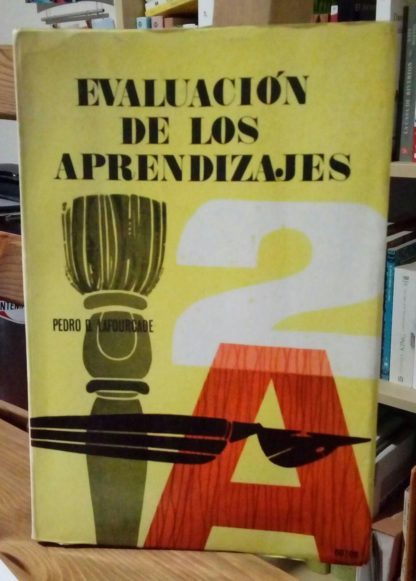 EVALUACIÓN
DE LOS
APRENDIZAJES
2
PEDRO D. LAFOURCADE
A